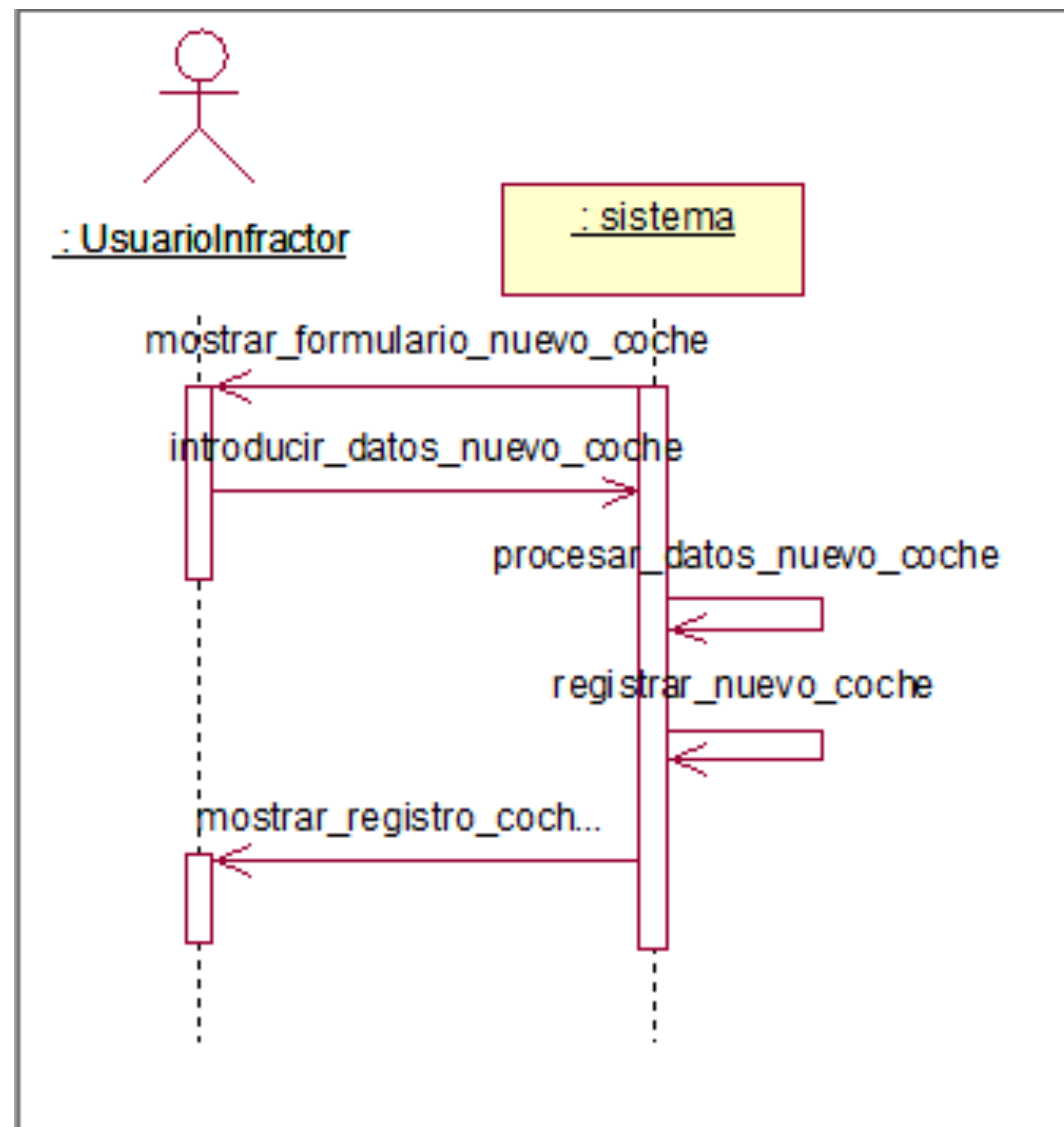 : UsuarioInfractor
: sistema
mostrar_formulario_nuevo_coche
introducir_datos_nuevo_coche
procesar_datos_nuevo_coche
registrar_nuevo_coche
mostrar_registro_coch...